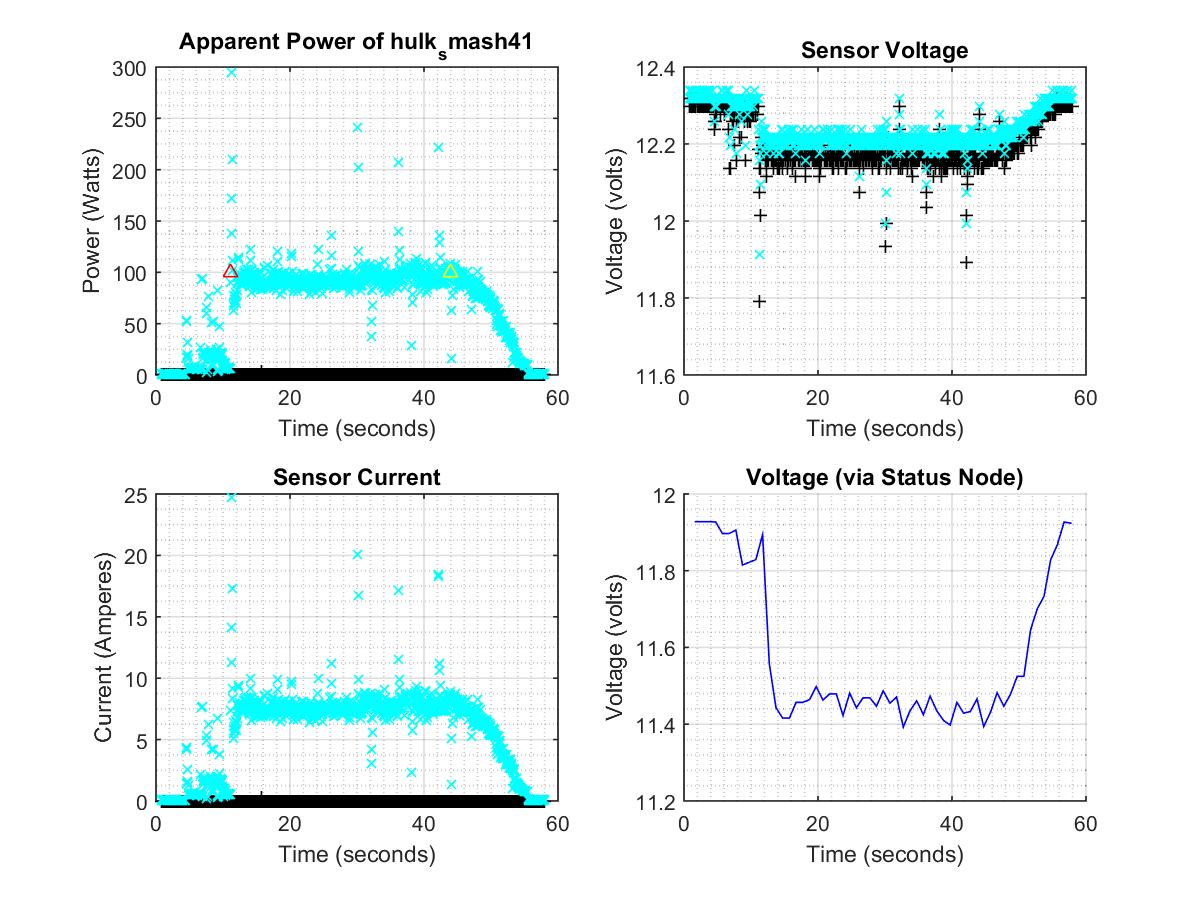 Apparent Power of hulksmash41
300
250
200
150
100
50
0
Power (Watts)
0 20 40 60
Time (seconds)
Sensor Voltage
12.4
12.2
12
11.8
11.6
Voltage (volts)
0 20 40 60
Time (seconds)
Sensor Current
25
20
15
10
5
0
Current (Amperes)
0 20 40 60
Time (seconds)
Voltage (via Status Node)
12
11.8
11.6
11.4
11.2
Voltage (volts)
0 20 40 60
Time (seconds)